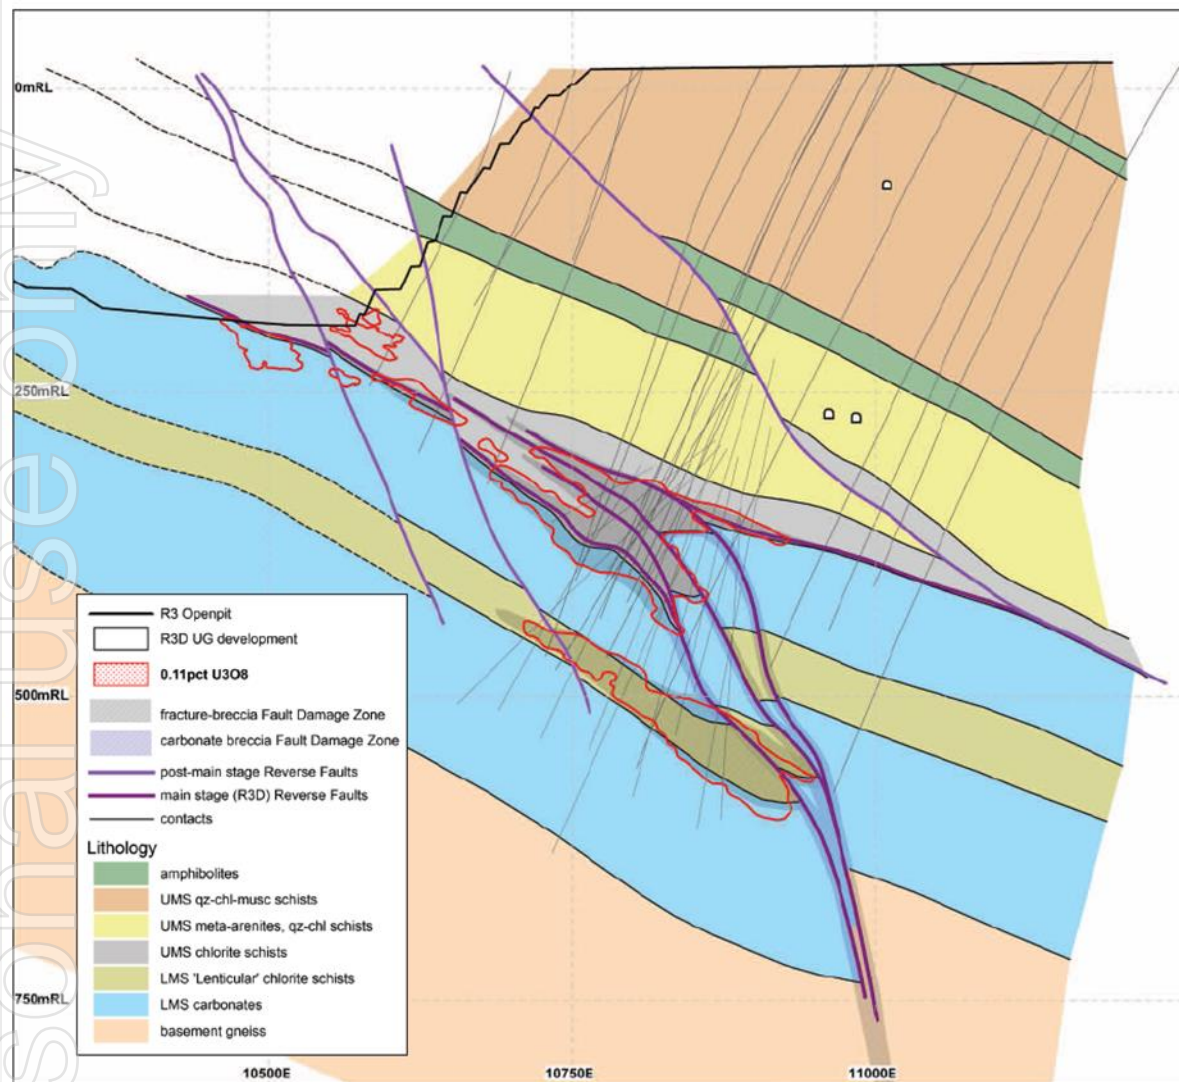 0mRL
250mRL
500mRL
750mRL
10500E
10750E
11000E
R3 Openpit
R3D UG development
0.11pct U3O8
fracture-breccia Fault Damage Zone
carbonate breccia Fault Damage Zone
post-main stage Reverse Faults
main stage (R3D) Reverse Faults
contacts
Lithology
amphibolites
UMS qz-chl-musc schists
UMS meta-arenites, qz-chl schists
UMS chlorite schists
LMS 'Lenticular' chlorite schists
LMS carbonates
basement gneiss
sonal use only